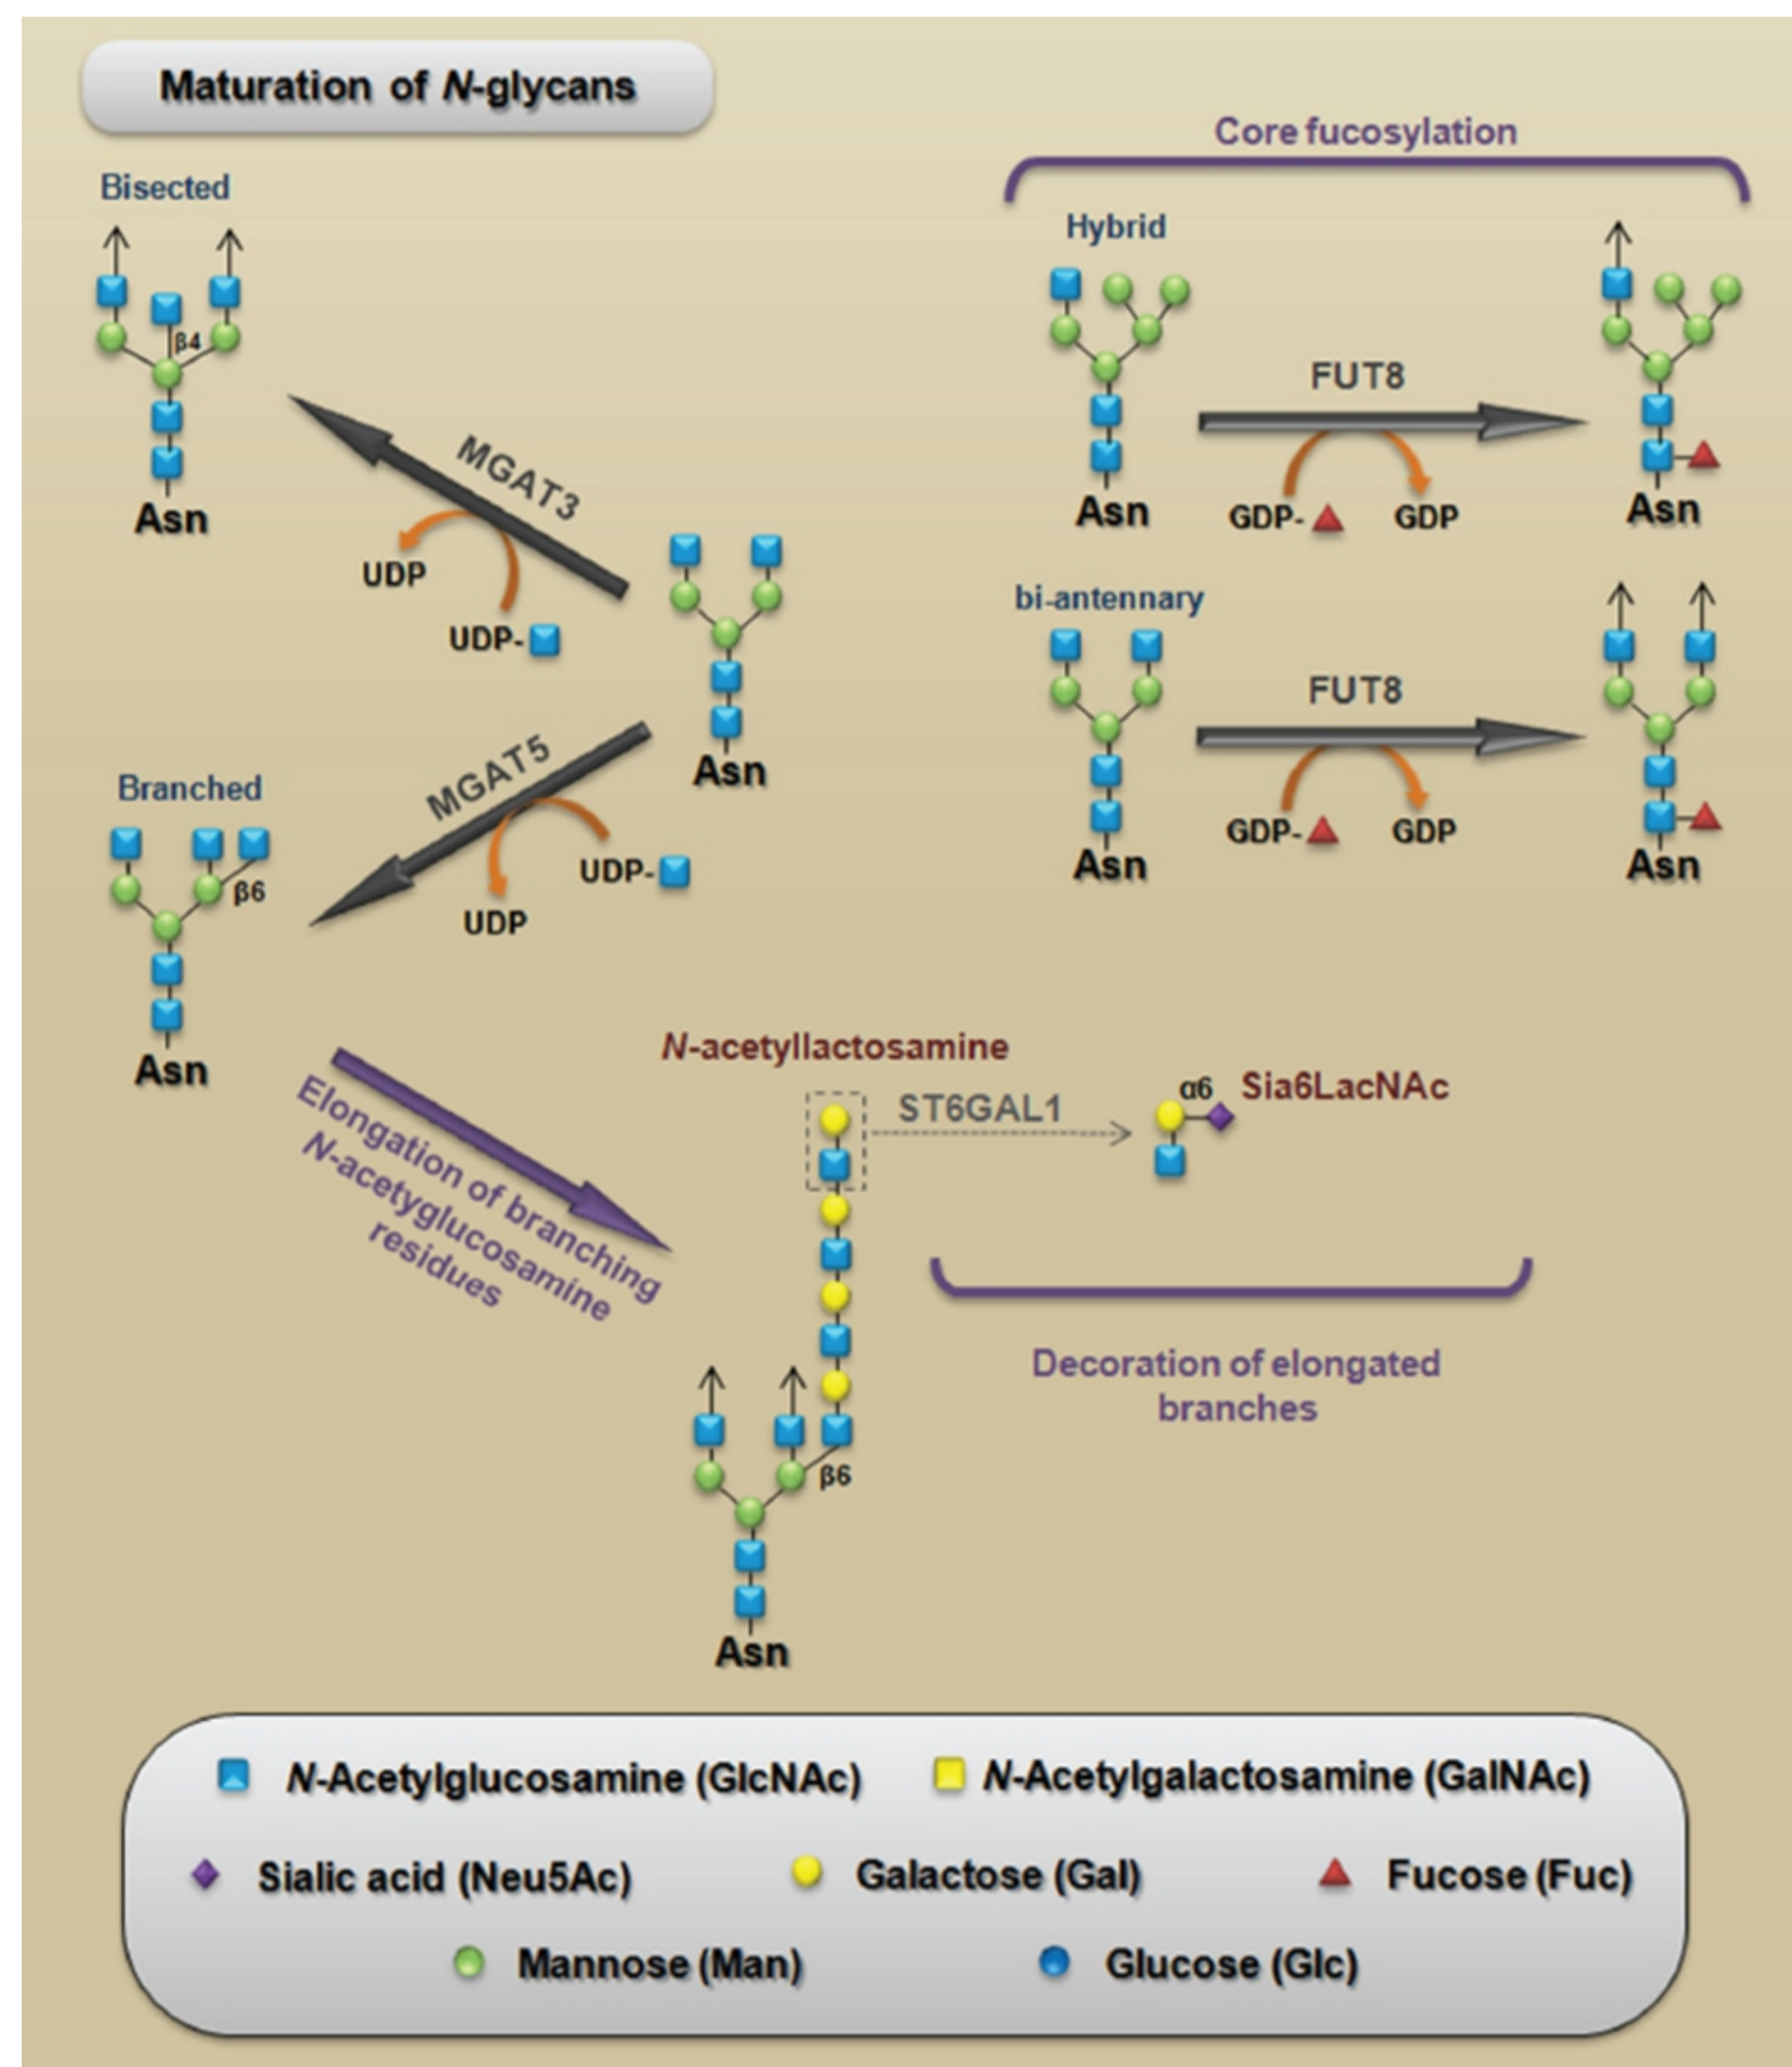 Maturation of N-glycans
Core fucosylation
Bisected
β4
Asn
MGAT3
UDP
UDP-
Asn
MGAT5
UDP-
UDP
Branched
β6
Asn
Hybrid
Asn
FUT8
GDP-
GDP
Asn
bi-antennary
Asn
FUT8
GDP-
GDP
Asn
Elongation of branching
N-acetyglucosamine
residues
N-acetyllactosamine
ST6GAL1
α6
Sia6LacNAc
Decoration of elongated
branches
β6
Asn
N-Acetylglucosamine (GlcNAc)
N-Acetylgalactosamine (GalNAc)
Sialic acid (Neu5Ac)
Galactose (Gal)
Fucose (Fuc)
Mannose (Man)
Glucose (Glc)